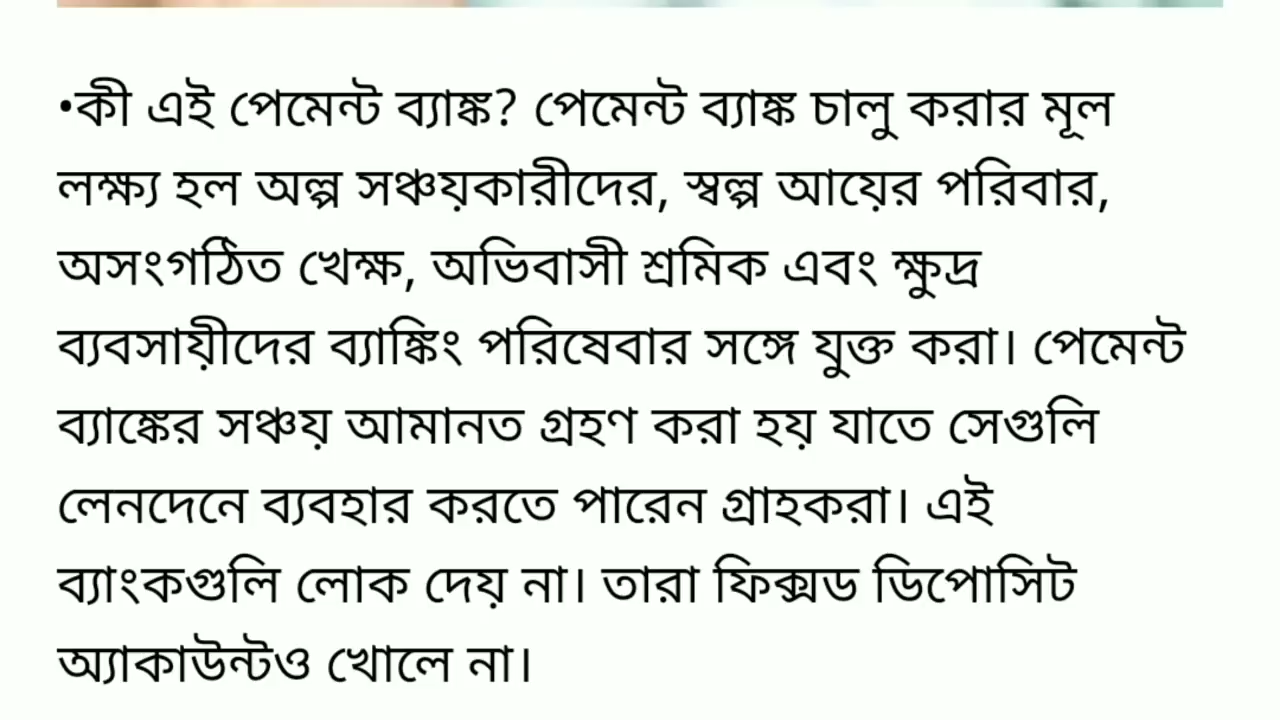 •কী এই পেমেন্ট ব্যাঙ্ক? পেমেন্ট ব্যাঙ্ক চালু করার মূল
লক্ষ্য হল অল্প সঞ্চয়কারীদের, স্বল্প আয়ের পরিবার,
অসংগঠিত খেক্ষ, অভিবাসী শ্রমিক এবং ক্ষুদ্র
ব্যবসায়ীদের ব্যাঙ্কিং পরিষেবার সঙ্গে যুক্ত করা। পেমেন্ট
ব্যাঙ্কের সঞ্চয় আমানত গ্রহণ করা হয় যাতে সেগুলি
লেনদেনে ব্যবহার করতে পারেন গ্রাহকরা। এই
ব্যাংকগুলি লোক দেয় না। তারা ফিক্সড ডিপোসিট
অ্যাকাউন্টও খোলে না।